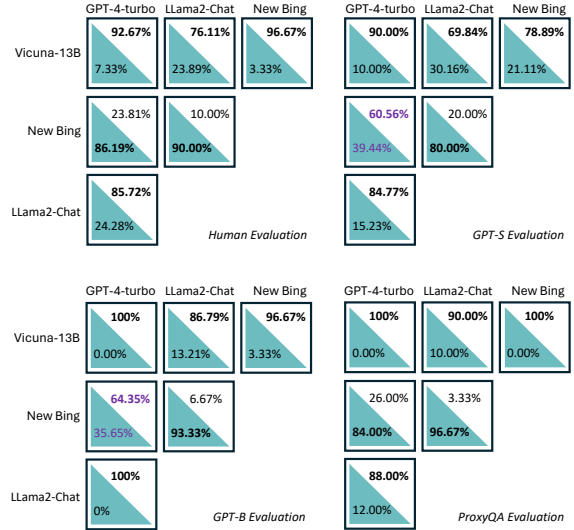 GPT-4-turbo LLama2-Chat New Bing GPT-4-turbo LLama2-Chat New Bing
92.67% 76.11% 96.67% 90.00% 69.84% 78.89%
Vicuna-13B
7.33% 23.89% 3.33% 10.00% 30.16% 21.11%
23.81% 10.00% 60.56% 20.00%
New Bing
86.19% 90.00% 39.44% 80.00%
85.72% 84.77%
LLama2-Chat
24.28% 15.23%
Human Evaluation GPT-S Evaluation
GPT-4-turbo LLama2-Chat New Bing GPT-4-turbo LLama2-Chat New Bing
100% 86.79% 96.67% 100% 90.00% 100%
Vicuna-13B
0.00% 13.21% 3.33% 0.00% 10.00% 0.00%
64.35% 6.67% 26.00% 3.33%
New Bing
35.65% 93.33% 84.00% 96.67%
100% 88.00%
LLama2-Chat
0% 12.00%
GPT-B Evaluation ProxyQA Evaluation